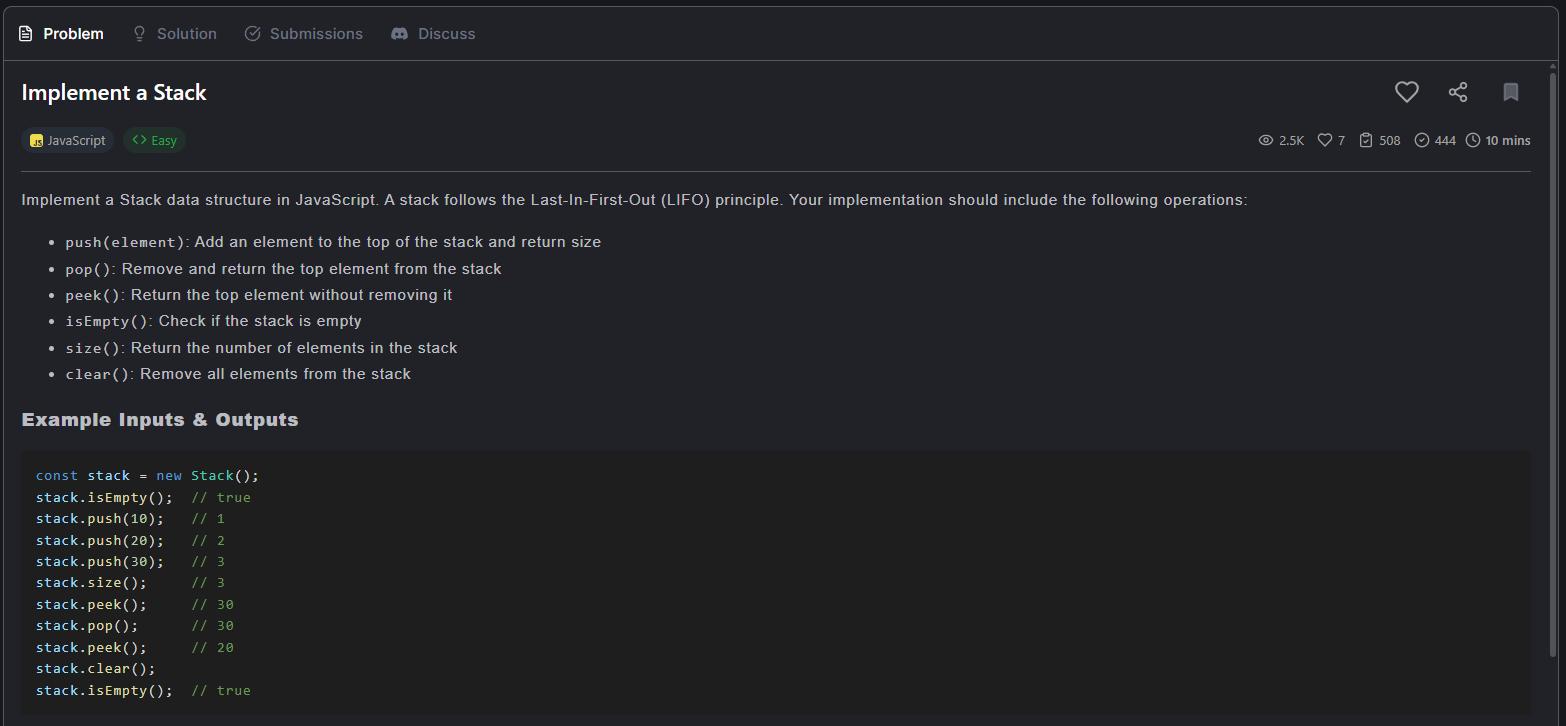 Problem Solution Submissions Discuss
Implement a Stack
JS JavaScript <> Easy 2.5K 7 508 444 10 mins
Implement a Stack data structure in JavaScript. A stack follows the Last-In-First-Out (LIFO) principle. Your implementation should include the following operations:
• push(element): Add an element to the top of the stack and return size
• pop(): Remove and return the top element from the stack
• peek(): Return the top element without removing it
• isEmpty(): Check if the stack is empty
• size(): Return the number of elements in the stack
• clear(): Remove all elements from the stack
Example Inputs & Outputs
const stack = new Stack();
stack.isEmpty();  // true
stack.push(10);   // 1
stack.push(20);   // 2
stack.push(30);   // 3
stack.size();     // 3
stack.peek();     // 30
stack.pop();      // 30
stack.peek();     // 20
stack.clear();
stack.isEmpty();  // true